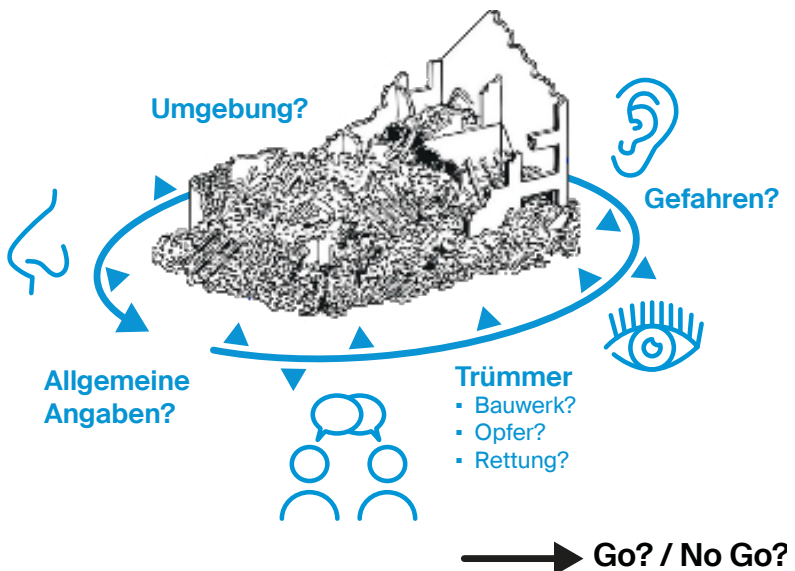 Umgebung?
Gefahren?
Allgemeine
Angaben?
Trümmer
▪ Bauwerk?
▪ Opfer?
▪ Rettung?
Go? / No Go?